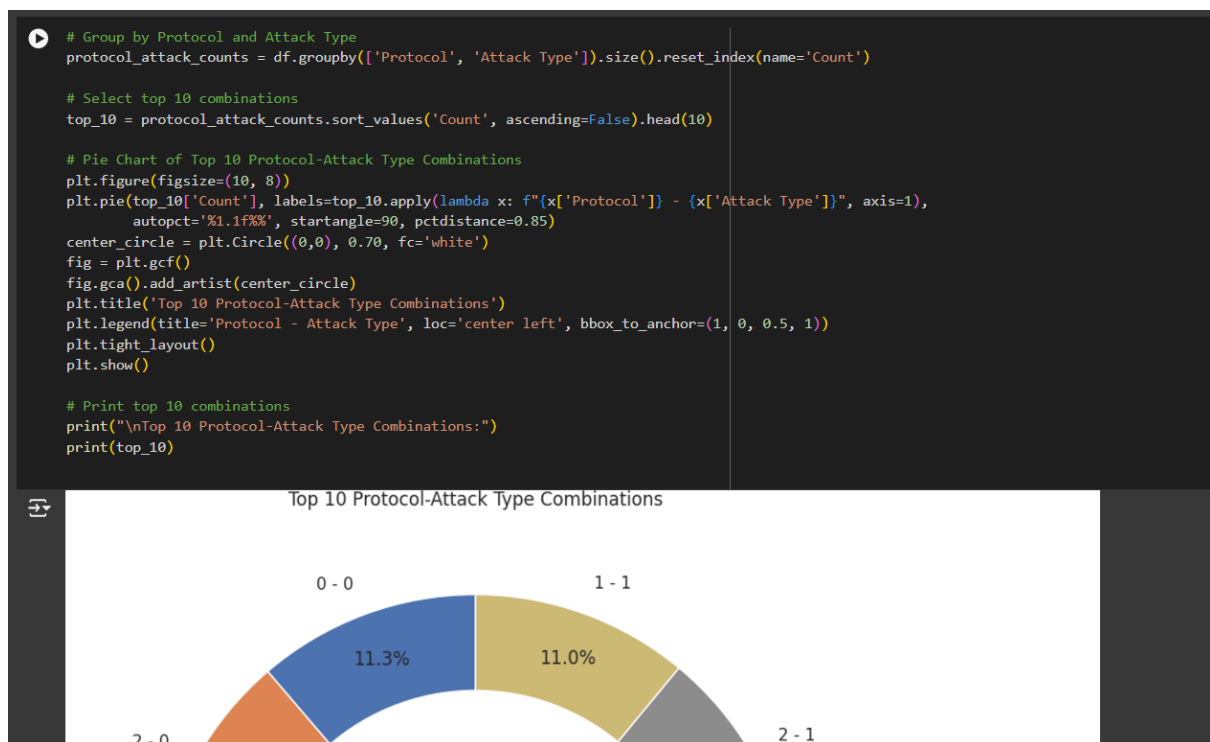 # Group by Protocol and Attack Type
protocol_attack_counts = df.groupby(['Protocol', 'Attack Type']).size().reset_index(name='Count')
# Select top 10 combinations
top_10 = protocol_attack_counts.sort_values('Count', ascending=False).head(10)
# Pie Chart of Top 10 Protocol-Attack Type Combinations
plt.figure(figsize=(10, 8))
plt.pie(top_10['Count'], labels=top_10.apply(lambda x: f"{x['Protocol']} - {x['Attack Type']}", axis=1),
        autopct='%1.1f%%', startangle=90, pctdistance=0.85)
center_circle = plt.Circle((0,0), 0.70, fc='white')
fig = plt.gcf()
fig.gca().add_artist(center_circle)
plt.title('Top 10 Protocol-Attack Type Combinations')
plt.legend(title='Protocol - Attack Type', loc='center left', bbox_to_anchor=(1, 0, 0.5, 1))
plt.tight_layout()
plt.show()
# Print top 10 combinations
print("\nTop 10 Protocol-Attack Type Combinations:")
print(top_10)
Top 10 Protocol-Attack Type Combinations
0 - 0
1 - 1
11.3%
11.0%
2 - 0
2 - 1